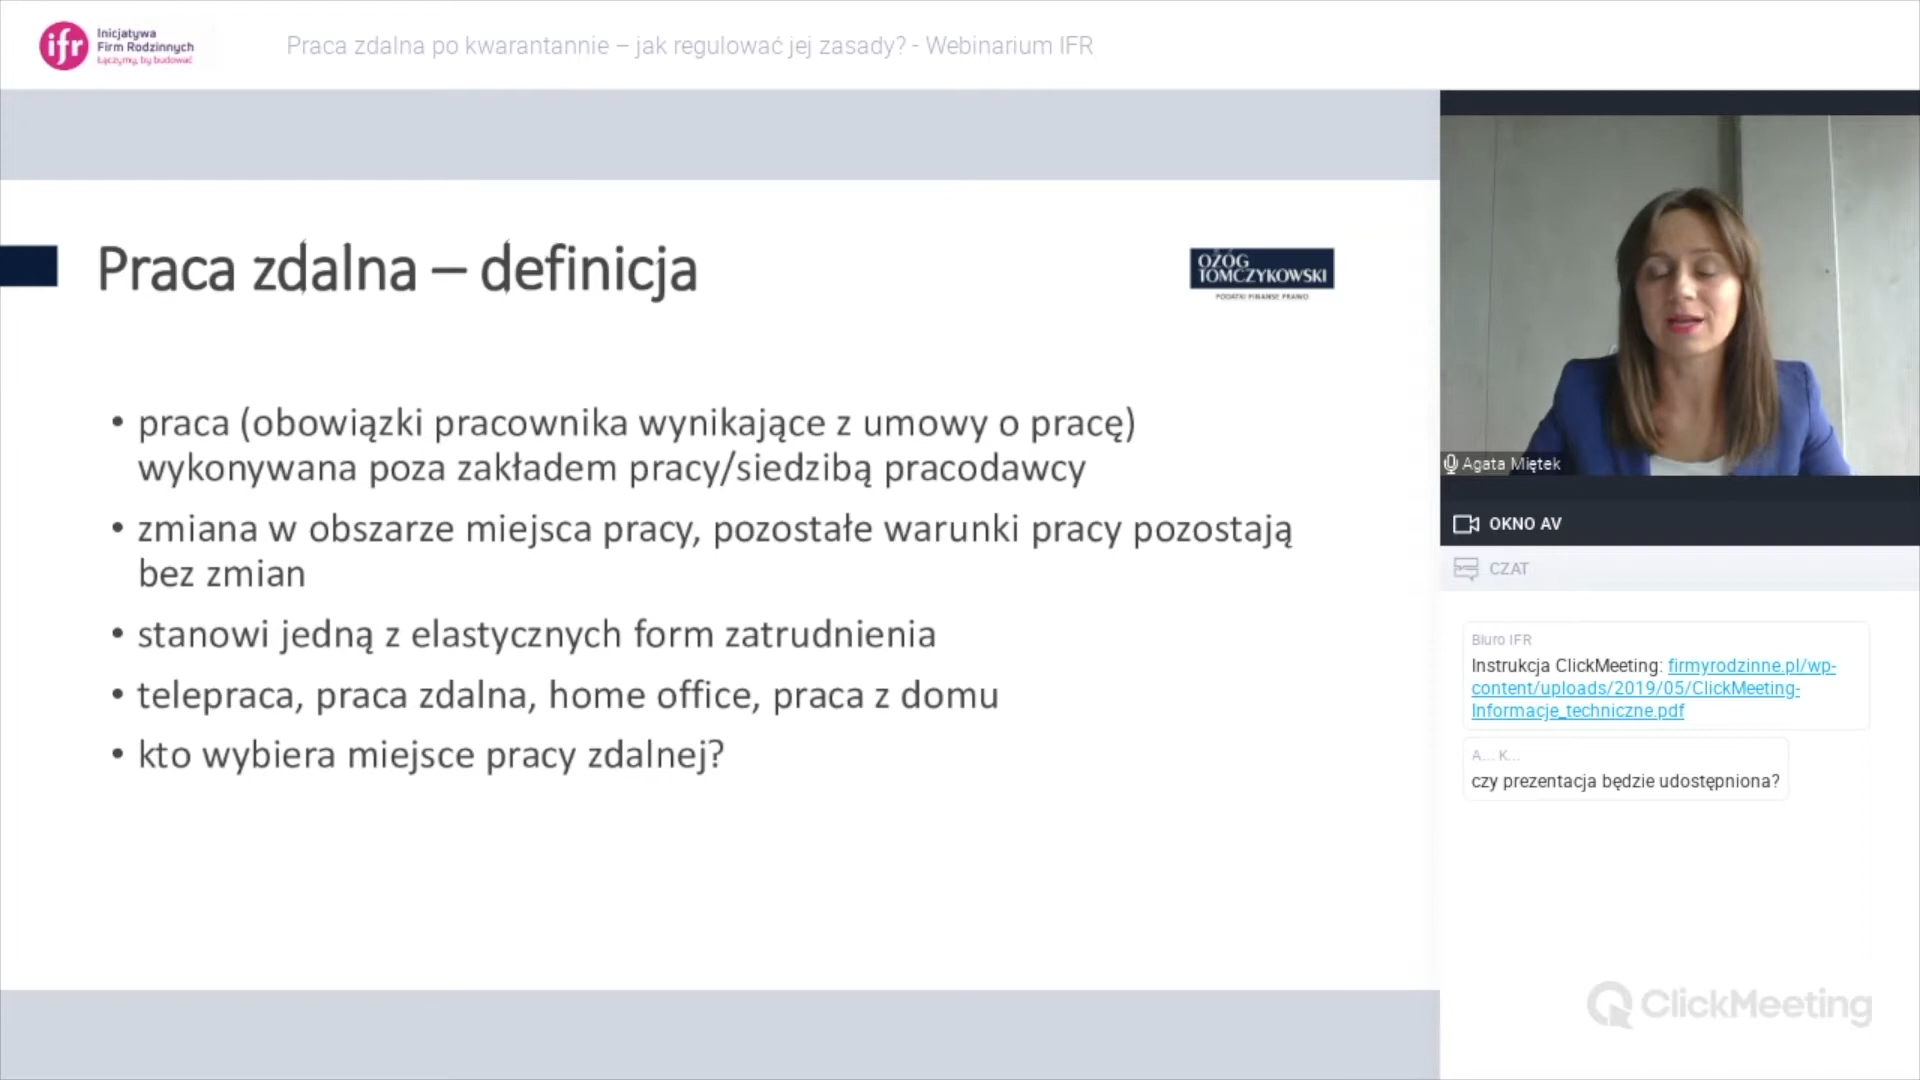 ifr
Inicjatywa
Firm Rodzinnych
Łączymy, by budować
Praca zdalna po kwarantannie – jak regulować jej zasady? - Webinarium IFR
Praca zdalna – definicja
OŻÓG
TOMCZYKOWSKI
PODATKI FINANSE PRAWO
• praca (obowiązki pracownika wynikające z umowy o pracę)
wykonywana poza zakładem pracy/siedzibą pracodawcy
• zmiana w obszarze miejsca pracy, pozostałe warunki pracy pozostają
bez zmian
• stanowi jedną z elastycznych form zatrudnienia
• telepraca, praca zdalna, home office, praca z domu
• kto wybiera miejsce pracy zdalnej?
Agata Miętek
OKNO AV
CZAT
Biuro IFR
Instrukcja ClickMeeting: firmyrodzinne.pl/wp-
content/uploads/2019/05/ClickMeeting-
Informacje_techniczne.pdf
A... K...
czy prezentacja będzie udostępniona?
ClickMeeting